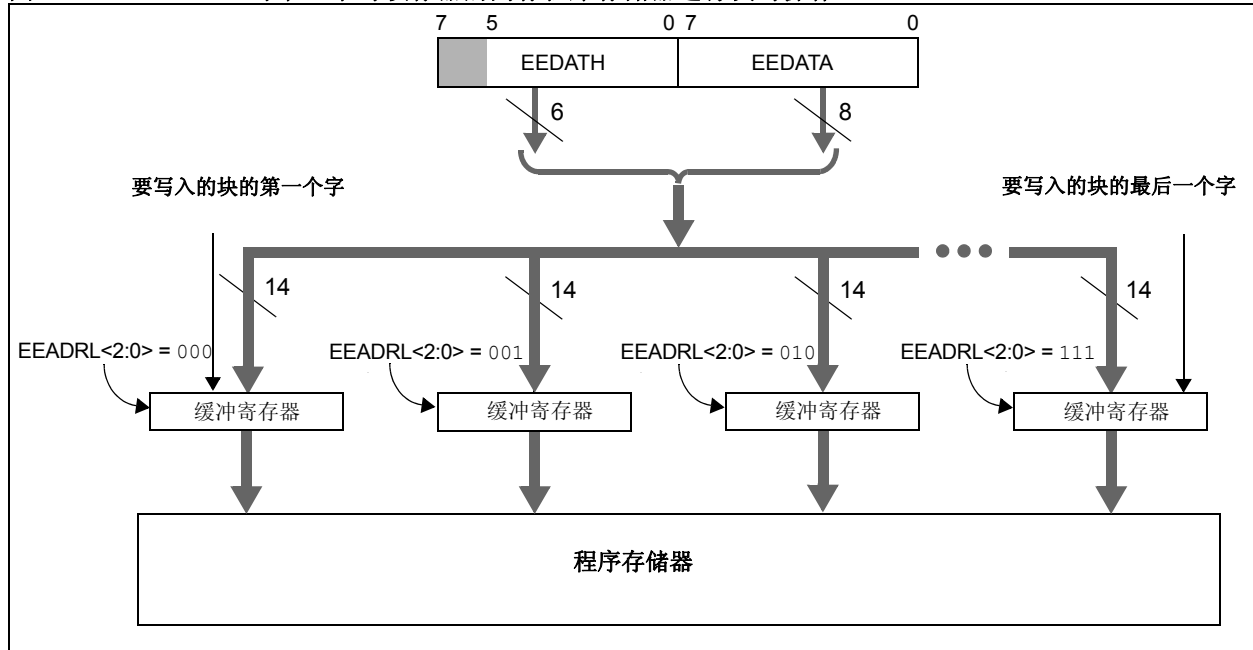 7 5 0 7 0
EEDATH EEDATA
6 8
要写入的块的第一个字 要写入的块的最后一个字
14 14 14 14
EEADRL<2:0> = 000 EEADRL<2:0> = 001 EEADRL<2:0> = 010 EEADRL<2:0> = 111
缓冲寄存器 缓冲寄存器 缓冲寄存器 缓冲寄存器
程序存储器